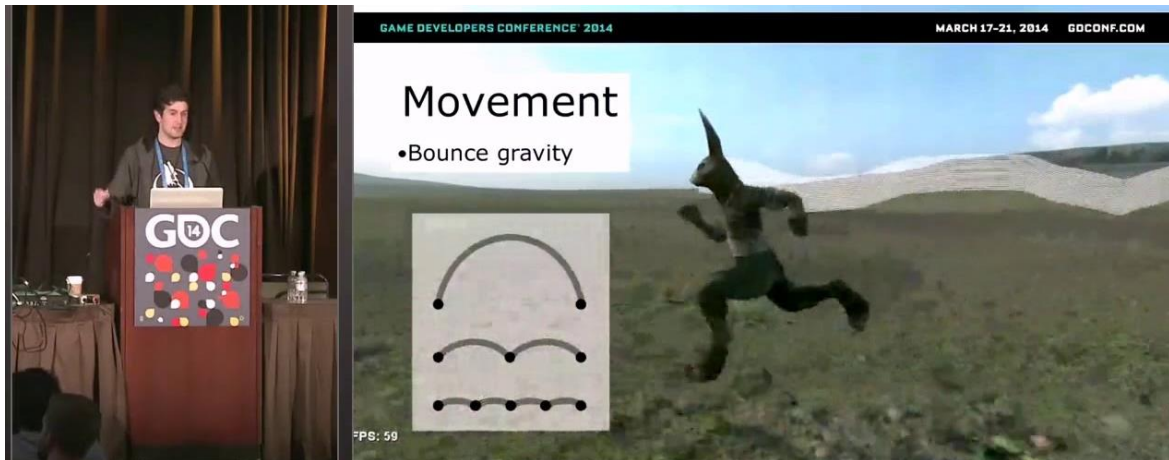 GAME DEVELOPERS CONFERENCE® 2014
MARCH 17-21, 2014 GDCONF.COM
Movement
•Bounce gravity
GDC
14
FPS: 59